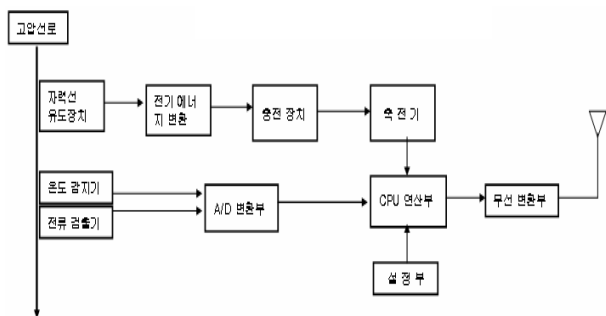 고압선로
자력선
유도장치
전기 에너
지 변환
충전 장치
축 전 기
온도 감지기
전류 검출기
A/D 변환부
CPU 연산부
무선 변환부
설 정 부